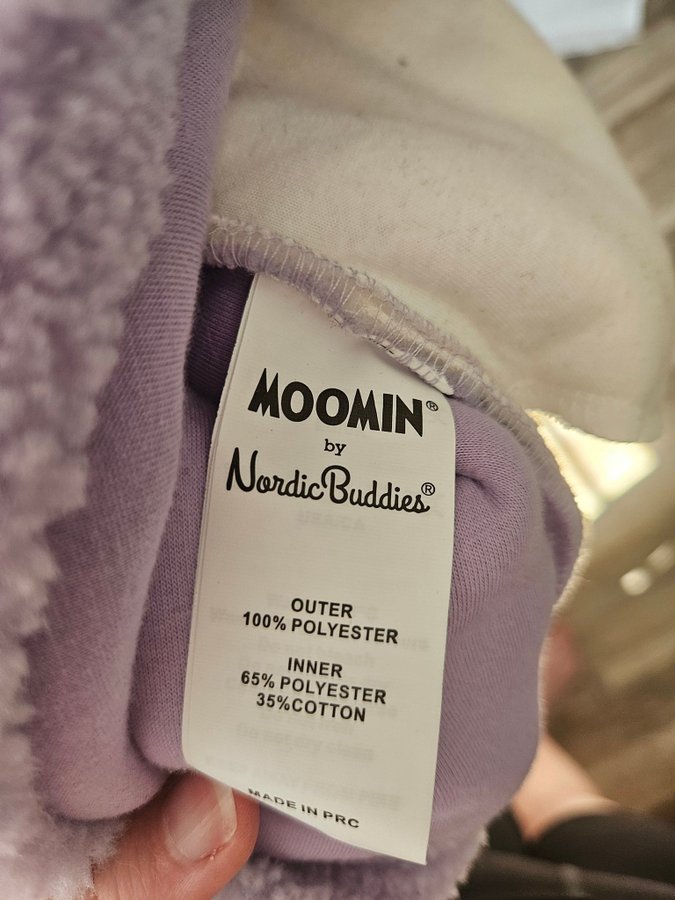 MOOMIN®
by
NordicBuddies®
OUTER
100% POLYESTER
INNER
65% POLYESTER
35%COTTON
MADE IN PRC